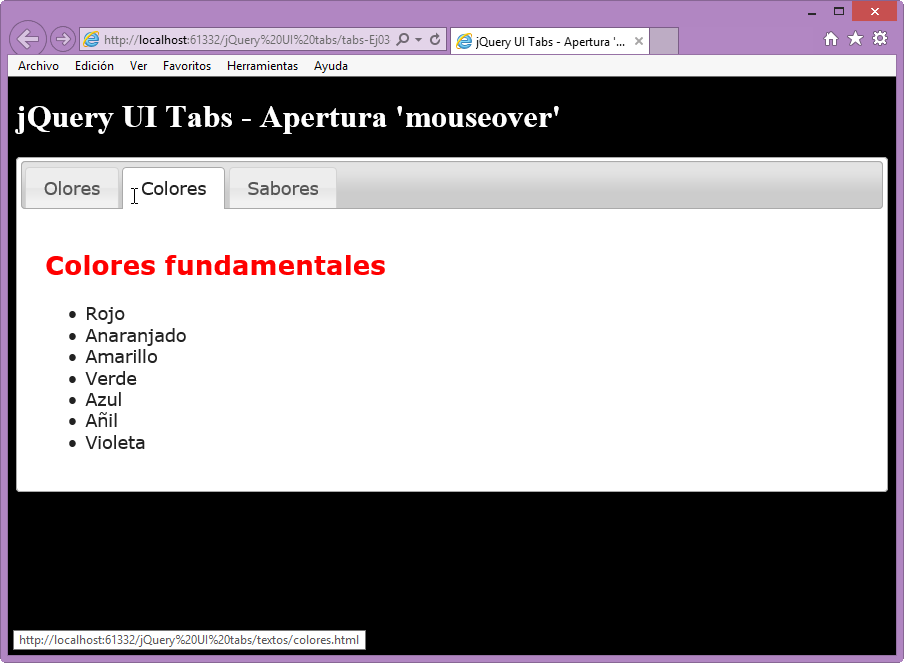 http://localhost:61332/jQuery%20UI%20tabs/tabs-Ej03
jQuery UI Tabs - Apertura '...
Archivo Edición Ver Favoritos Herramientas Ayuda
jQuery UI Tabs - Apertura 'mouseover'
Olores Colores Sabores
Colores fundamentales
• Rojo
• Anaranjado
• Amarillo
• Verde
• Azul
• Añil
• Violeta
http://localhost:61332/jQuery%20UI%20tabs/textos/colores.html